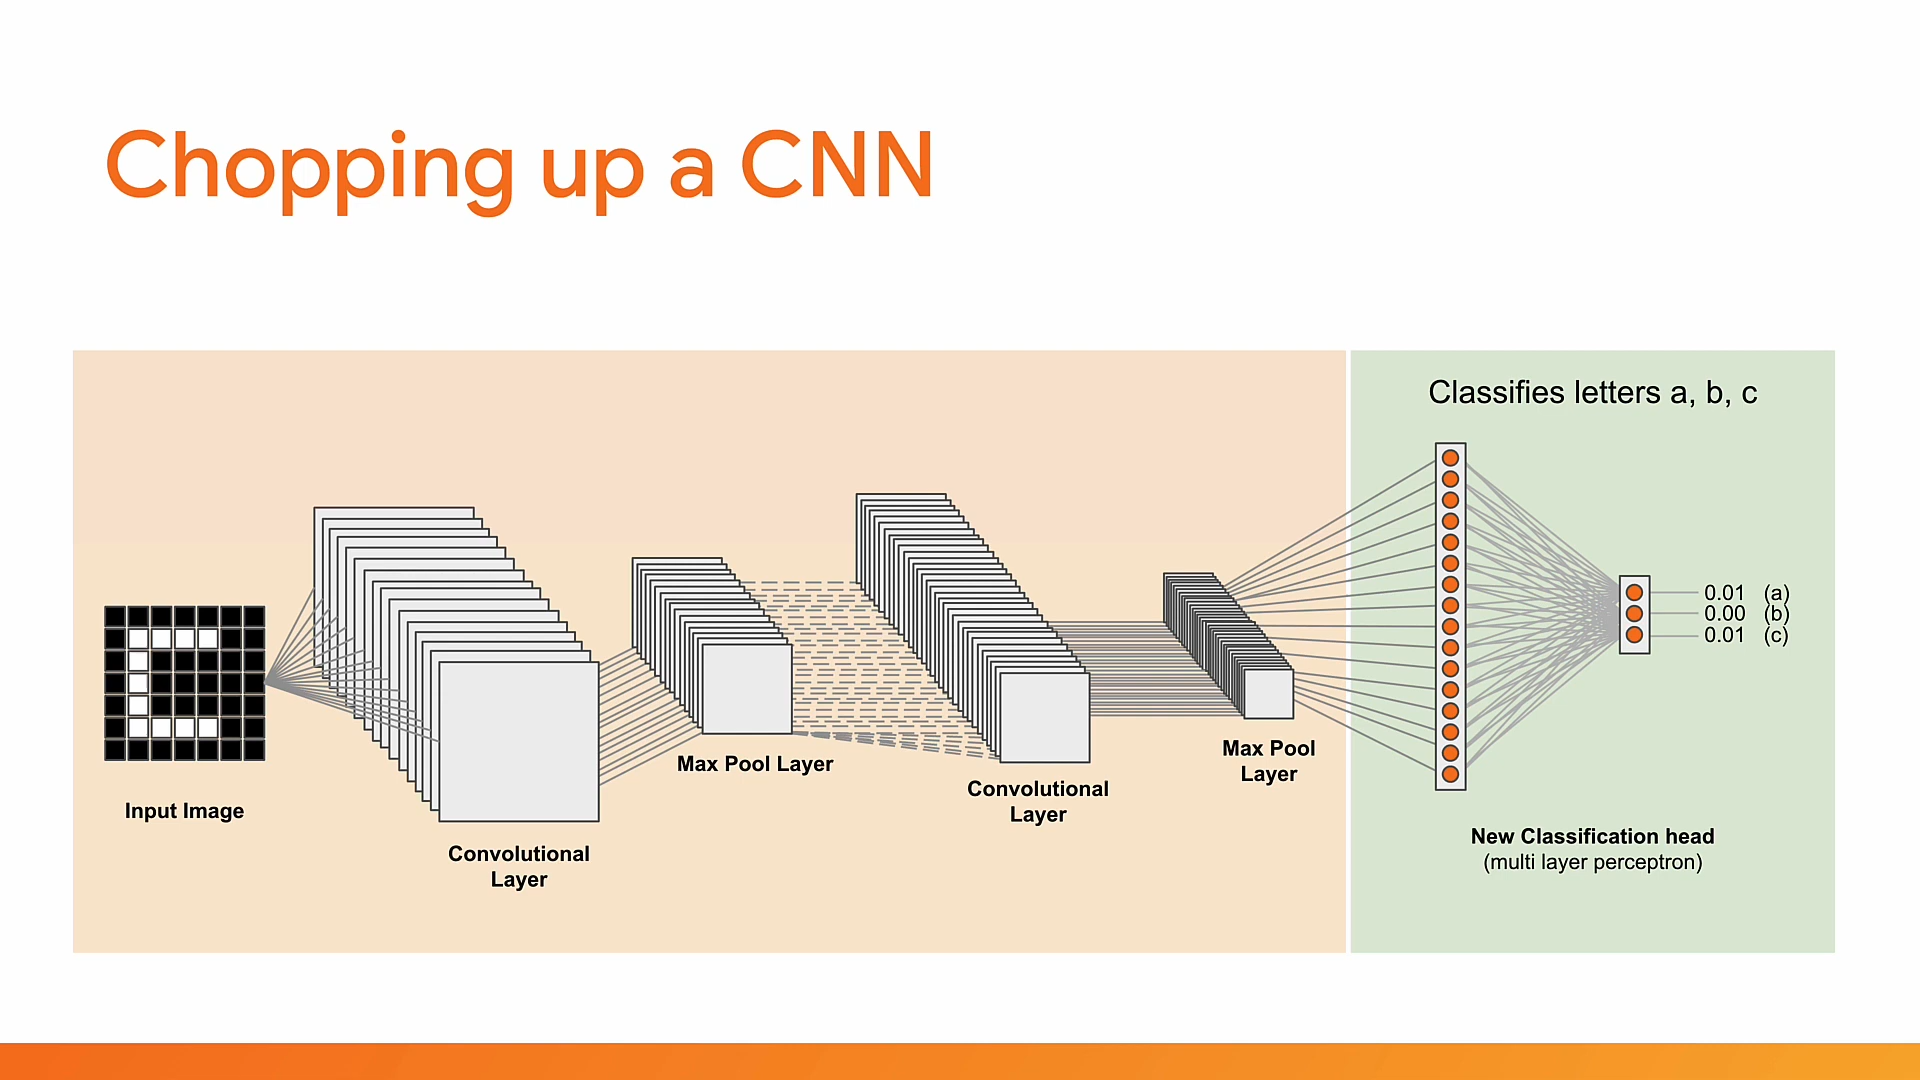 Chopping up a CNN
Classifies letters a, b, c
0.01 (a)
0.00 (b)
0.01 (c)
Input Image
Convolutional
Layer
Max Pool Layer
Convolutional
Layer
Max Pool
Layer
New Classification head
(multi layer perceptron)